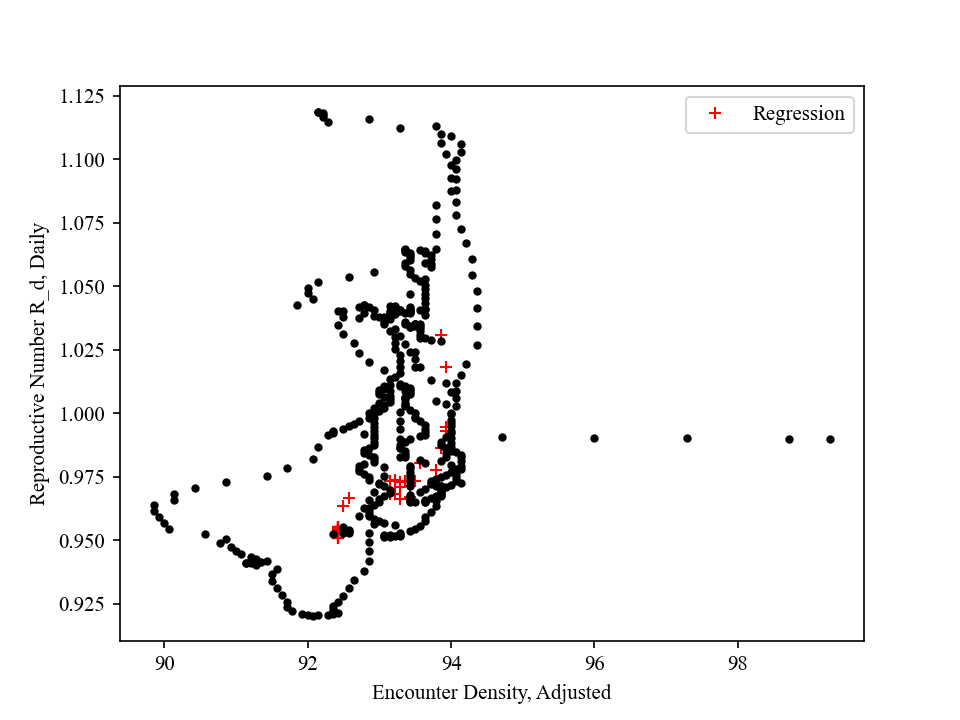 Regression
1.125
1.100
1.075
1.050
1.025
1.000
0.975
0.950
0.925
Reproductive Number R_d, Daily
90 92 94 96 98
Encounter Density, Adjusted